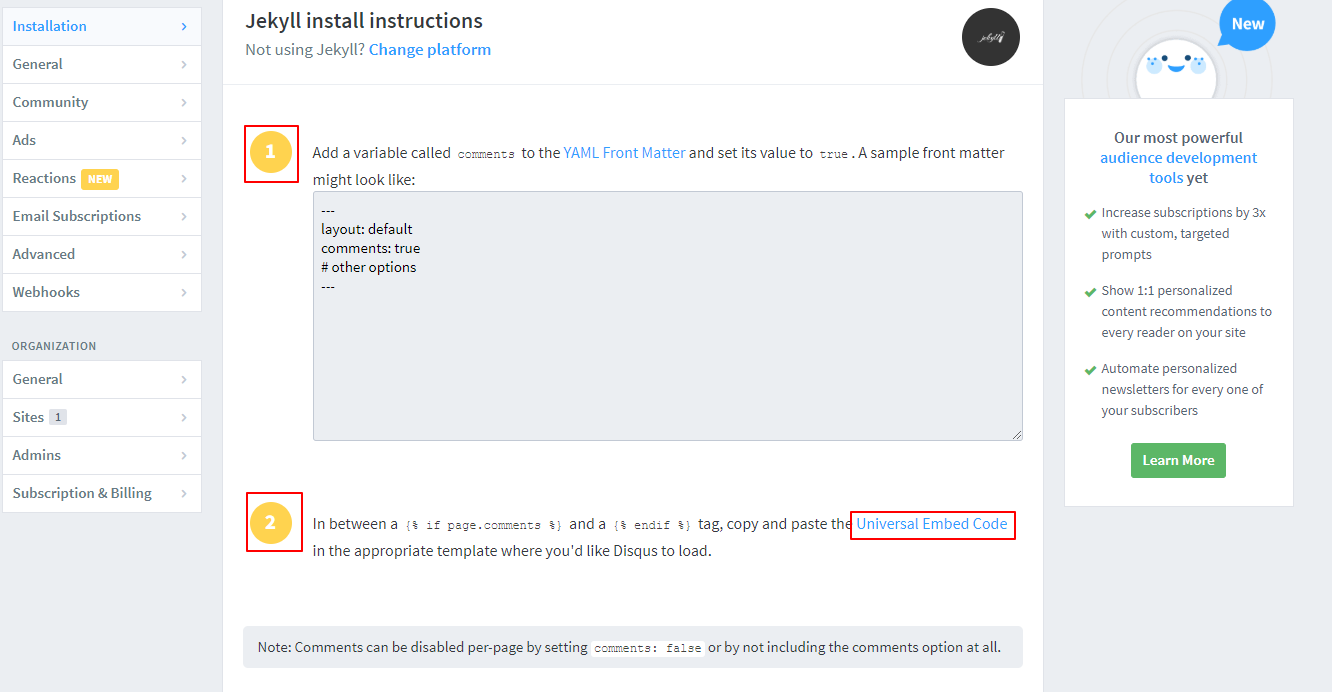 Installation
General
Community
Ads
Reactions NEW
Email Subscriptions
Advanced
Webhooks
ORGANIZATION
General
Sites 1
Admins
Subscription & Billing
Jekyll install instructions
Not using Jekyll? Change platform
jekyll
1
Add a variable called comments to the YAML Front Matter and set its value to true. A sample front matter
might look like:
---
layout: default
comments: true
# other options
---
2
In between a {% if page.comments %} and a {% endif %} tag, copy and paste the Universal Embed Code
in the appropriate template where you'd like Disqus to load.
Note: Comments can be disabled per-page by setting comments: false or by not including the comments option at all.
New
Our most powerful
audience development
tools yet
Increase subscriptions by 3x
with custom, targeted
prompts
Show 1:1 personalized
content recommendations to
every reader on your site
Automate personalized
newsletters for every one of
your subscribers
Learn More